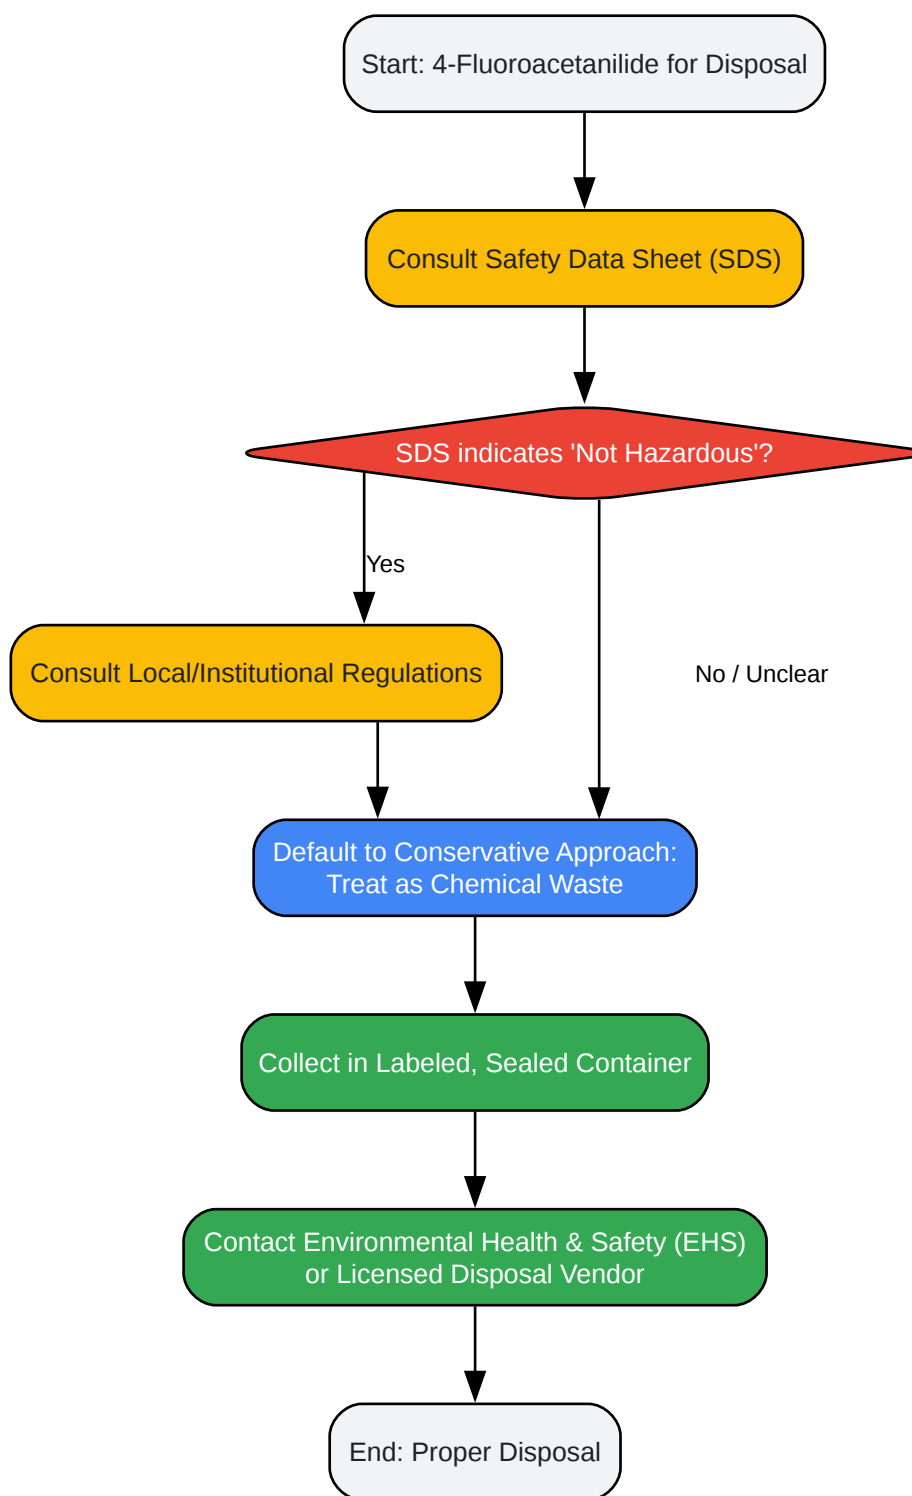 Start: 4-Fluoroacetanilide for Disposal
Consult Safety Data Sheet (SDS)
SDS indicates 'Not Hazardous'?
Yes
Consult Local/Institutional Regulations
No / Unclear
Default to Conservative Approach:
Treat as Chemical Waste
Collect in Labeled, Sealed Container
Contact Environmental Health & Safety (EHS)
or Licensed Disposal Vendor
End: Proper Disposal